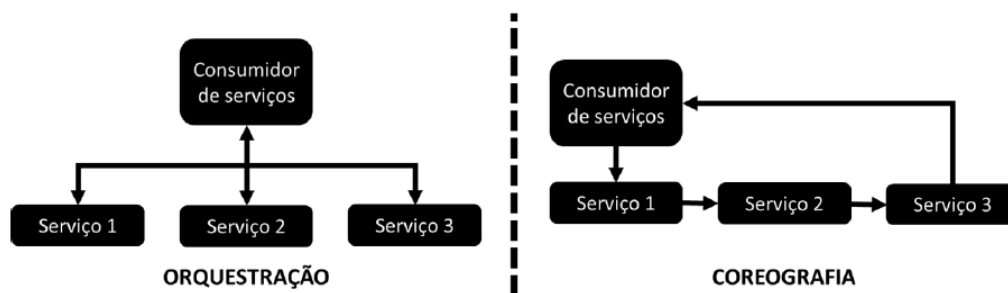 Consumidor
de serviços
Serviço 1
Serviço 2
Serviço 3
ORQUESTRAÇÃO
Consumidor
de serviços
Serviço 1
Serviço 2
Serviço 3
COREOGRAFIA